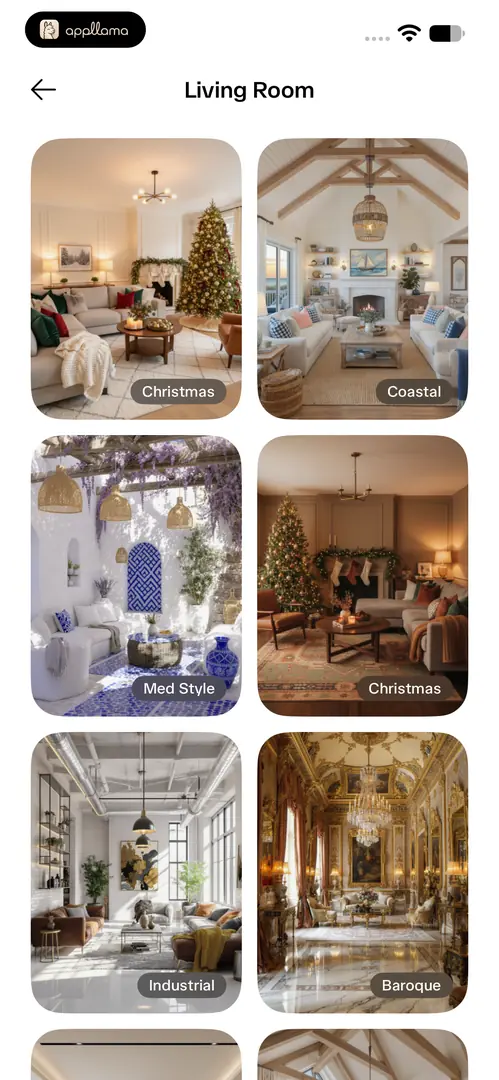 appllama
Living Room
Christmas
Coastal
Med Style
Christmas
Industrial
Baroque